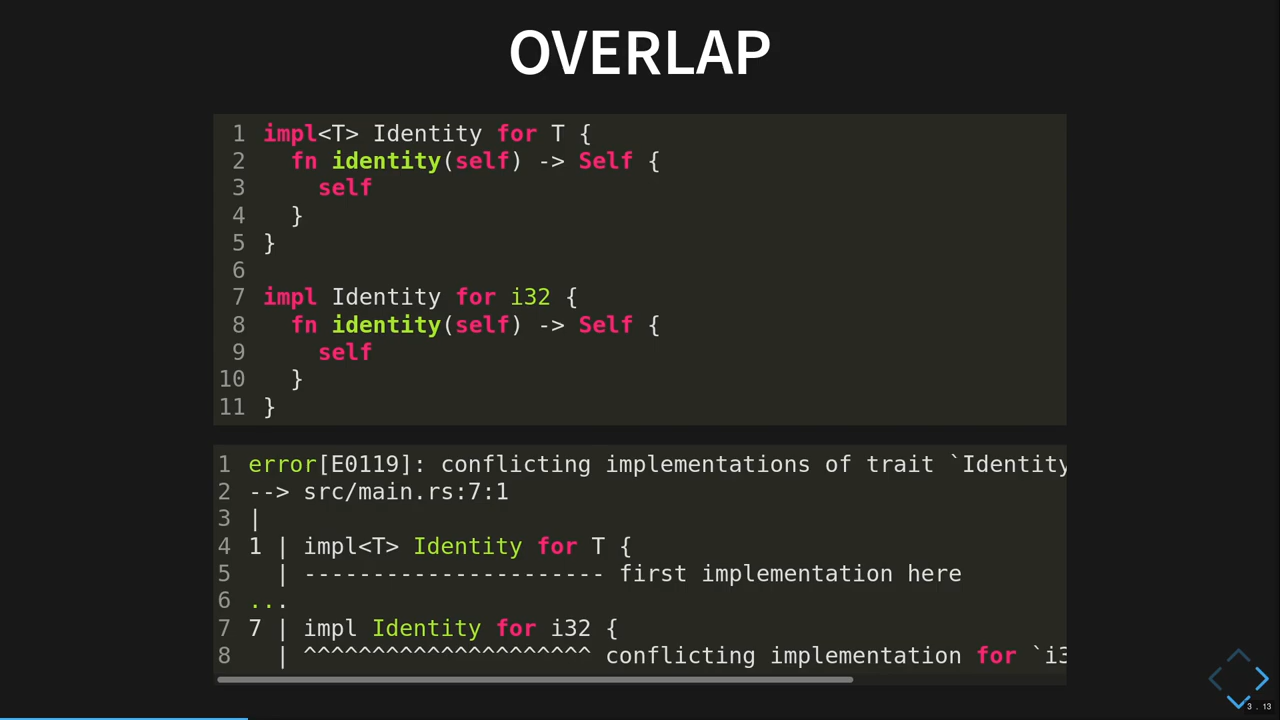 OVERLAP
1 impl<T> Identity for T {
2   fn identity(self) -> Self {
3     self
4   }
5 }
6
7 impl Identity for i32 {
8   fn identity(self) -> Self {
9     self
10   }
11 }
1 error[E0119]: conflicting implementations of trait `Identity
2 --> src/main.rs:7:1
3 |
4 1 | impl<T> Identity for T {
5   | ---------------------- first implementation here
6 ...
7 7 | impl Identity for i32 {
8   | ^^^^^^^^^^^^^^^^^^^^^ conflicting implementation for `i3
3 . 13